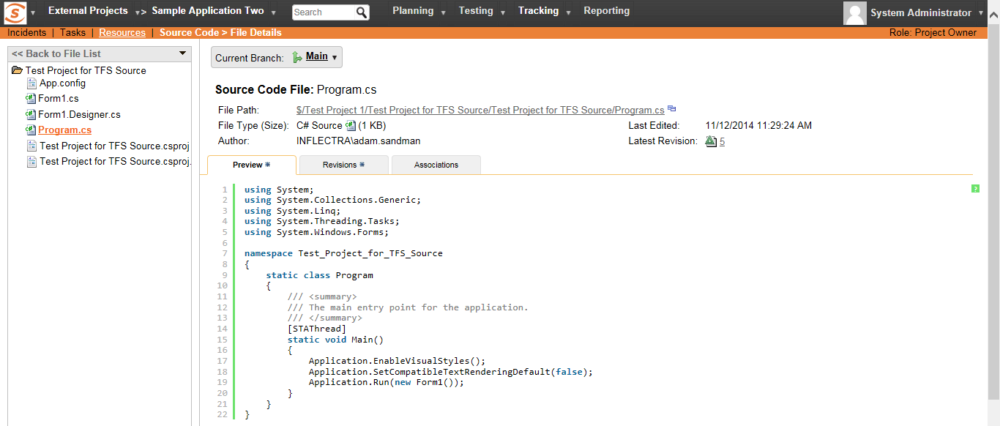 External Projects > Sample Application Two Search Planning Testing Tracking Reporting System Administrator
Incidents | Tasks | Resources | Source Code > File Details Role: Project Owner
<< Back to File List
Test Project for TFS Source
App.config
Form1.cs
Form1.Designer.cs
Program.cs
Test Project for TFS Source.csproj
Test Project for TFS Source.csproj.
Current Branch: Main
Source Code File: Program.cs
File Path: $/Test Project 1/Test Project for TFS Source/Test Project for TFS Source/Program.cs
File Type (Size): C# Source (1 KB) Last Edited: 11/12/2014 11:29:24 AM
Author: INFLECTRA\adam.sandman Latest Revision: 5
Preview * Revisions * Associations
?
1 using System;
2 using System.Collections.Generic;
3 using System.Linq;
4 using System.Threading.Tasks;
5 using System.Windows.Forms;
6
7 namespace Test_Project_for_TFS_Source
8 {
9     static class Program
10     {
11         /// <summary>
12         /// The main entry point for the application.
13         /// </summary>
14         [STAThread]
15         static void Main()
16         {
17             Application.EnableVisualStyles();
18             Application.SetCompatibleTextRenderingDefault(false);
19             Application.Run(new Form1());
20         }
21     }
22 }